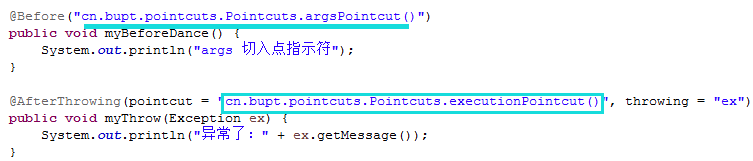 @Before("cn.bupt.pointcuts.Pointcuts.argsPointcut()")
public void myBeforeDance() {
    System.out.println("args 切入点指示符");
}
@AfterThrowing(pointcut = "cn.bupt.pointcuts.Pointcuts.executionPointcut()", throwing = "ex")
public void myThrow(Exception ex) {
    System.out.println("异常了：" + ex.getMessage());
}